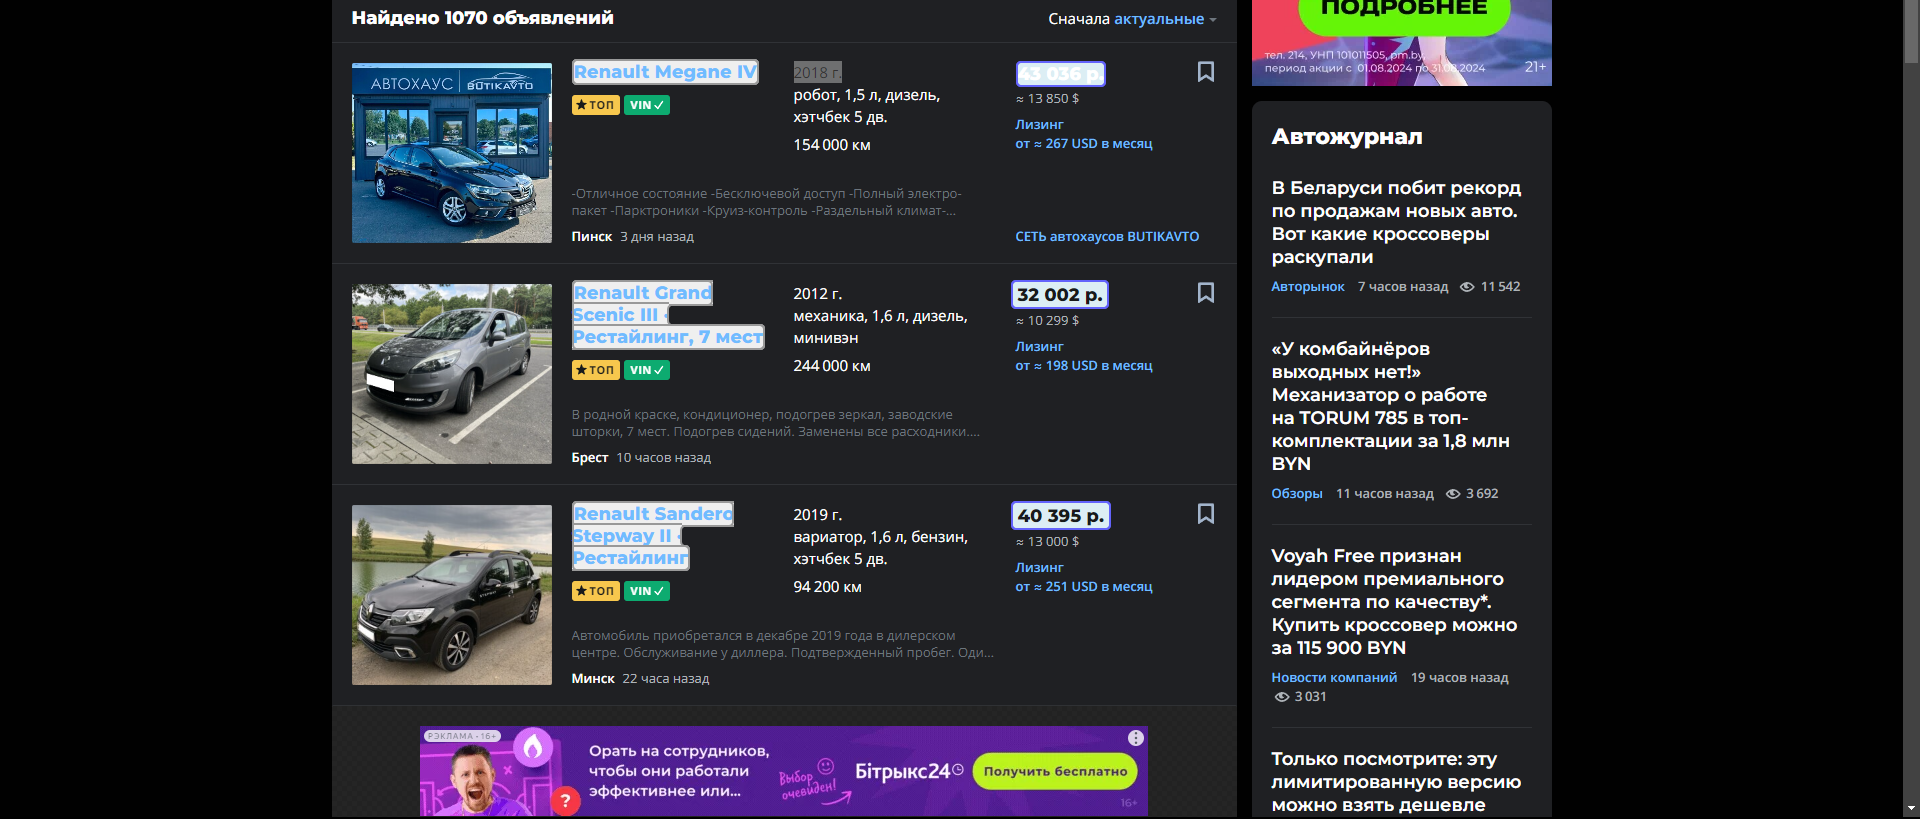 Найдено 1070 объявлений
Сначала актуальные
АВТОХАУС BUTIKAVTO
Renault Megane IV
ТОП VIN
2018 г.
робот, 1,5 л, дизель,
хэтчбек 5 дв.
154 000 км
43 036 р.
≈ 13 850 $
Лизинг
от ≈ 267 USD в месяц
-Отличное состояние -Бесключевой доступ -Полный электро-
пакет -Парктроники -Круиз-контроль -Раздельный климат-...
Пинск 3 дня назад
СЕТЬ автохаусов BUTIKAVTO
Renault Grand
Scenic III ·
Рестайлинг, 7 мест
ТОП VIN
2012 г.
механика, 1,6 л, дизель,
минивэн
244 000 км
32 002 р.
≈ 10 299 $
Лизинг
от ≈ 198 USD в месяц
В родной краске, кондиционер, подогрев зеркал, заводские
шторки, 7 мест. Подогрев сидений. Заменены все расходники....
Брест 10 часов назад
Renault Sandero
Stepway II ·
Рестайлинг
ТОП VIN
2019 г.
вариатор, 1,6 л, бензин,
хэтчбек 5 дв.
94 200 км
40 395 р.
≈ 13 000 $
Лизинг
от ≈ 251 USD в месяц
Автомобиль приобретался в декабре 2019 года в дилерском
центре. Обслуживание у диллера. Подтвержденный пробег. Оди...
Минск 22 часа назад
РЭКЛАМА • 16+
Орать на сотрудников,
чтобы они работали
эффективнее или...
?
Выбор
очевиден!
Бітрыкс24
Получить бесплатно
16+
ПОДРОБНЕЕ
тел. 214, УНП 101011505, pm.by,
период акции с 01.08.2024 по 31.08.2024
21+
Автожурнал
В Беларуси побит рекорд
по продажам новых авто.
Вот какие кроссоверы
раскупали
Авторынок 7 часов назад 11 542
«У комбайнёров
выходных нет!»
Механизатор о работе
на TORUM 785 в топ-
комплектации за 1,8 млн
BYN
Обзоры 11 часов назад 3 692
Voyah Free признан
лидером премиального
сегмента по качеству*.
Купить кроссовер можно
за 115 900 BYN
Новости компаний 19 часов назад
3 031
Только посмотрите: эту
лимитированную версию
можно взять дешевле